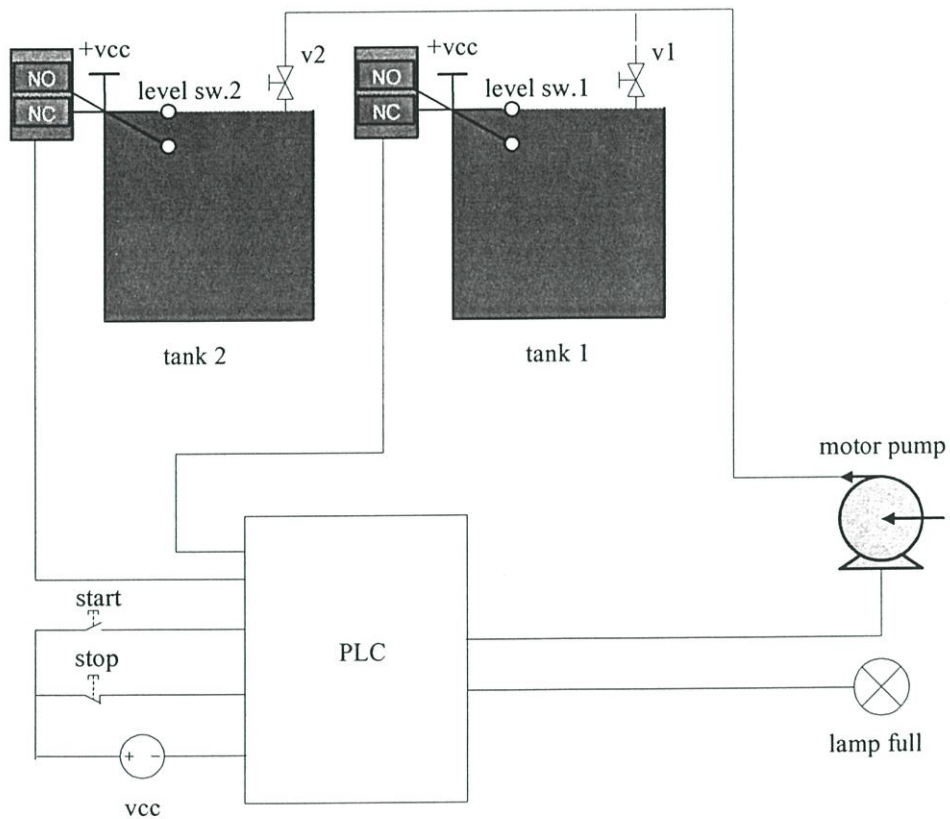 +vcc
v2
NO
NC
level sw.2
+vcc
v1
NO
NC
level sw.1
tank 2
tank 1
motor pump
start
stop
PLC
+ -
vcc
lamp full